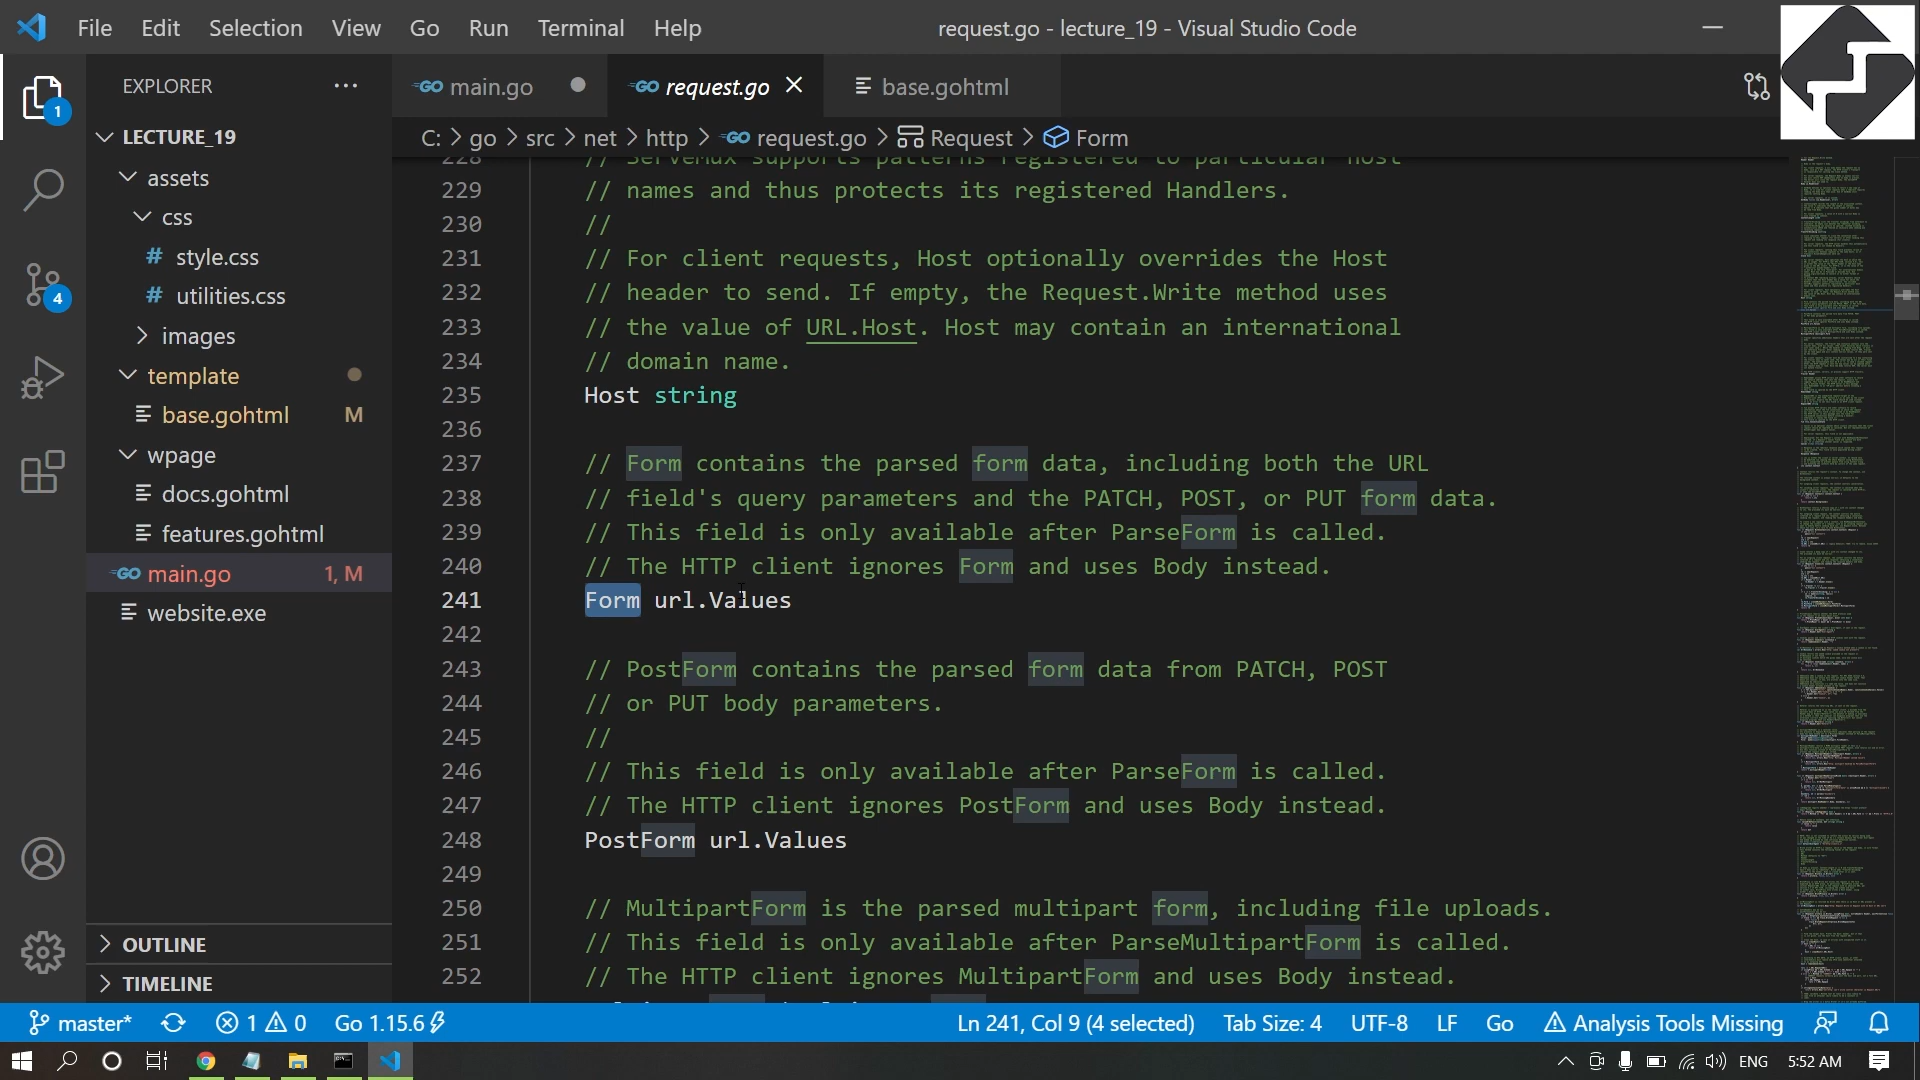 File Edit Selection View Go Run Terminal Help
request.go - lecture_19 - Visual Studio Code
EXPLORER
LECTURE_19
assets
css
# style.css
# utilities.css
images
template
base.gohtml M
wpage
docs.gohtml
features.gohtml
main.go 1, M
website.exe
OUTLINE
TIMELINE
1
4
main.go
request.go
base.gohtml
C: > go > src > net > http > request.go > Request > Form
228 // ServeMux supports patterns registered to particular host
229 // names and thus protects its registered Handlers.
230 //
231 // For client requests, Host optionally overrides the Host
232 // header to send. If empty, the Request.Write method uses
233 // the value of URL.Host. Host may contain an international
234 // domain name.
235 Host string
236
237 // Form contains the parsed form data, including both the URL
238 // field's query parameters and the PATCH, POST, or PUT form data.
239 // This field is only available after ParseForm is called.
240 // The HTTP client ignores Form and uses Body instead.
241 Form url.Values
242
243 // PostForm contains the parsed form data from PATCH, POST
244 // or PUT body parameters.
245 //
246 // This field is only available after ParseForm is called.
247 // The HTTP client ignores PostForm and uses Body instead.
248 PostForm url.Values
249
250 // MultipartForm is the parsed multipart form, including file uploads.
251 // This field is only available after ParseMultipartForm is called.
252 // The HTTP client ignores MultipartForm and uses Body instead.
master* 1 0 Go 1.15.6
Ln 241, Col 9 (4 selected) Tab Size: 4 UTF-8 LF Go Analysis Tools Missing
ENG 5:52 AM